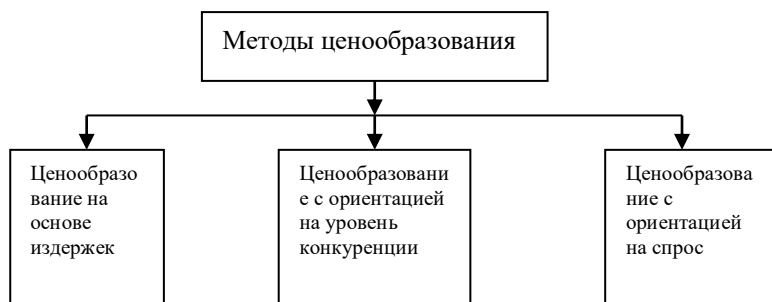 Методы ценообразования
Ценообразо
вание на
основе
издержек
Ценообразовани
е с ориентацией
на уровень
конкуренции
Ценообразова
ние с
ориентацией
на спрос